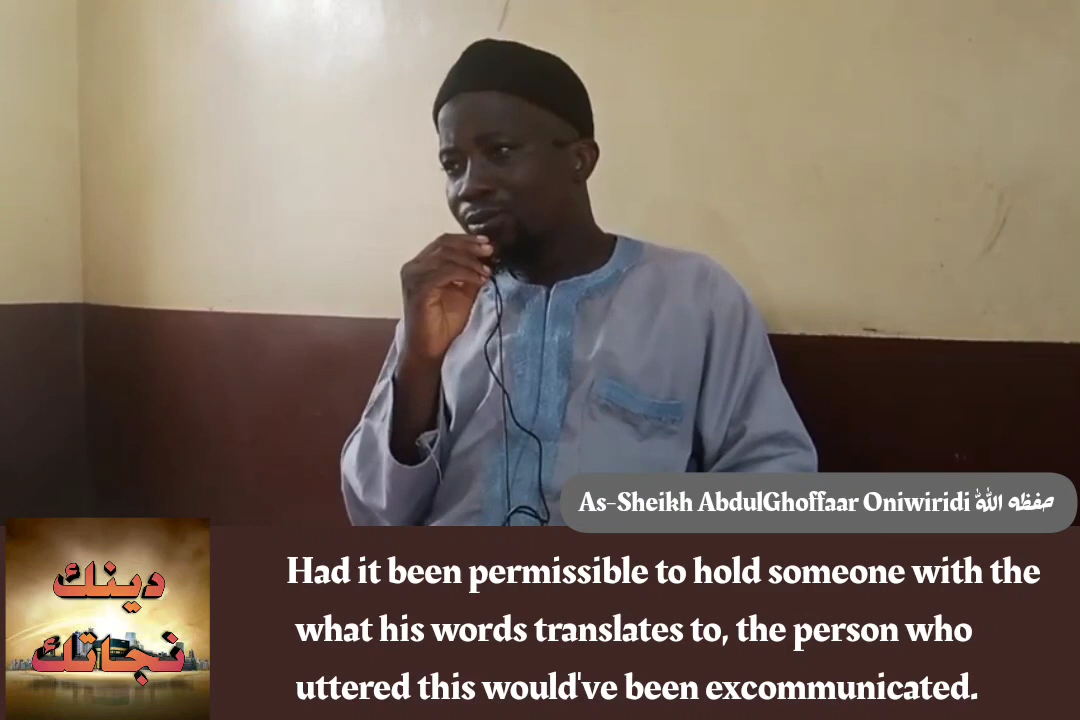 As-Sheikh AbdulGhoffaar Oniwiridi حفظه الله
دينك
نجاتك
Had it been permissible to hold someone with the
what his words translates to, the person who
uttered this would've been excommunicated.